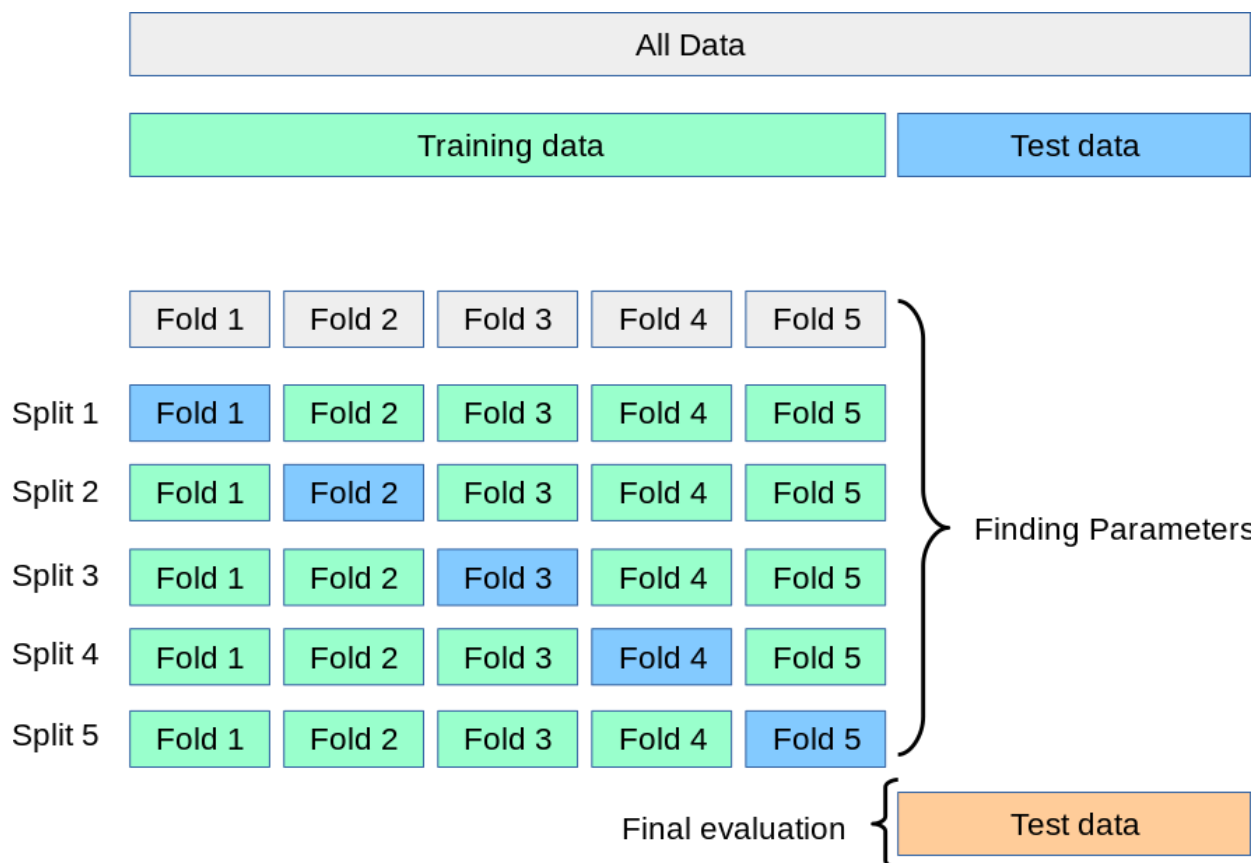 All Data
Training data Test data
Fold 1 Fold 2 Fold 3 Fold 4 Fold 5
Split 1 Fold 1 Fold 2 Fold 3 Fold 4 Fold 5
Split 2 Fold 1 Fold 2 Fold 3 Fold 4 Fold 5
Finding Parameters
Split 3 Fold 1 Fold 2 Fold 3 Fold 4 Fold 5
Split 4 Fold 1 Fold 2 Fold 3 Fold 4 Fold 5
Split 5 Fold 1 Fold 2 Fold 3 Fold 4 Fold 5
Final evaluation Test data